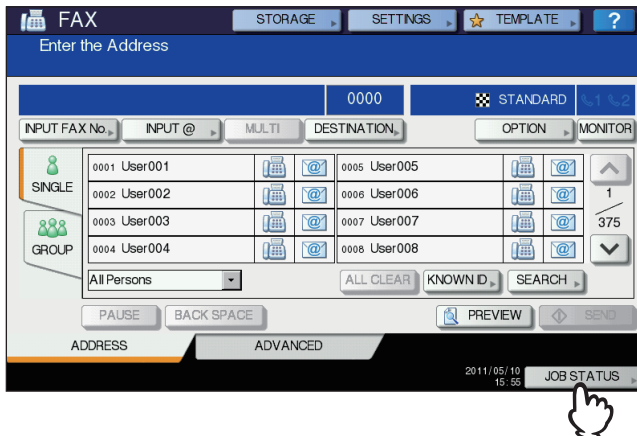 FAX STORAGE SETTINGS TEMPLATE ?
Enter the Address
0000 STANDARD 1 2
INPUT FAX No. INPUT @ MULTI DESTINATION OPTION MONITOR
SINGLE
GROUP
0001 User001 @ 0005 User005 @
0002 User002 @ 0006 User006 @
0003 User003 @ 0007 User007 @
0004 User004 @ 0008 User008 @
1
375
All Persons ALL CLEAR KNOWN ID SEARCH
PAUSE BACK SPACE PREVIEW SEND
ADDRESS ADVANCED
2011/05/10
15:55
JOB STATUS